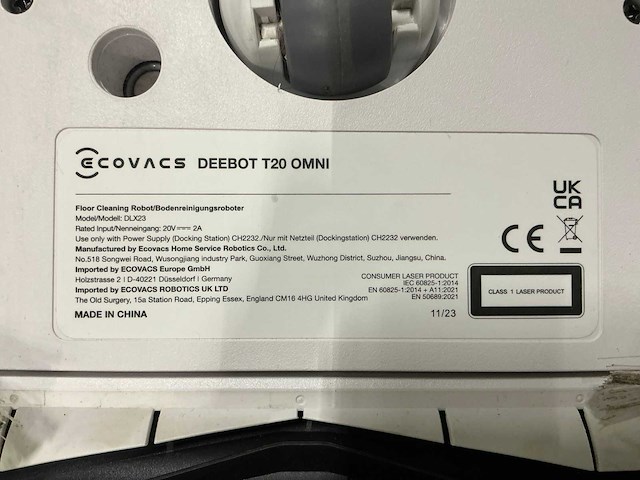 ECOVACS DEEBOT T20 OMNI
Floor Cleaning Robot/Bodenreinigungsroboter
Model/Modell: DLX23
Rated Input/Nenneingang: 20V⎓ 2A
Use only with Power Supply (Docking Station) CH2232./Nur mit Netzteil (Dockingstation) CH2232 verwenden.
Manufactured by Ecovacs Home Service Robotics Co., Ltd.
No.518 Songwei Road, Wusongjiang industry Park, Guoxiang Street, Wuzhong District, Suzhou, Jiangsu, China.
Imported by ECOVACS Europe GmbH
Holzstrasse 2 | D-40221 Düsseldorf | Germany
Imported by ECOVACS ROBOTICS UK LTD
The Old Surgery, 15a Station Road, Epping Essex, England CM16 4HG United Kingdom
MADE IN CHINA
CONSUMER LASER PRODUCT
IEC 60825-1:2014
EN 60825-1:2014 + A11:2021
EN 50689:2021
11/23
UK
CA
CE
CLASS 1 LASER PRODUCT